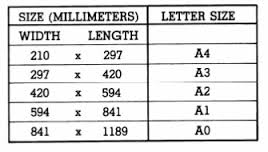 SIZE (MILLIMETERS) LETTER SIZE
WIDTH LENGTH
210 x 297 A4
297 x 420 A3
420 x 594 A2
594 x 841 A1
841 x 1189 A0